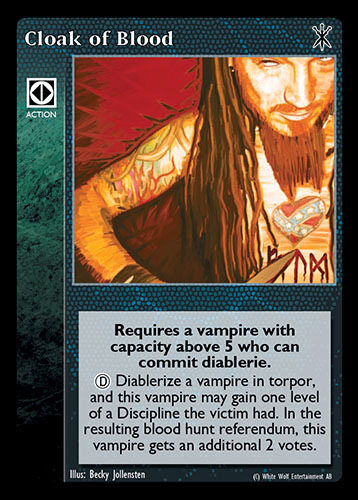 Cloak of Blood
ACTION
Requires a vampire with
capacity above 5 who can
commit diablerie.
Ⓓ Diablerize a vampire in torpor,
and this vampire may gain one level
of a Discipline the victim had. In the
resulting blood hunt referendum, this
vampire gets an additional 2 votes.
Illus: Becky Jollensten
(C) White Wolf Entertainment AB